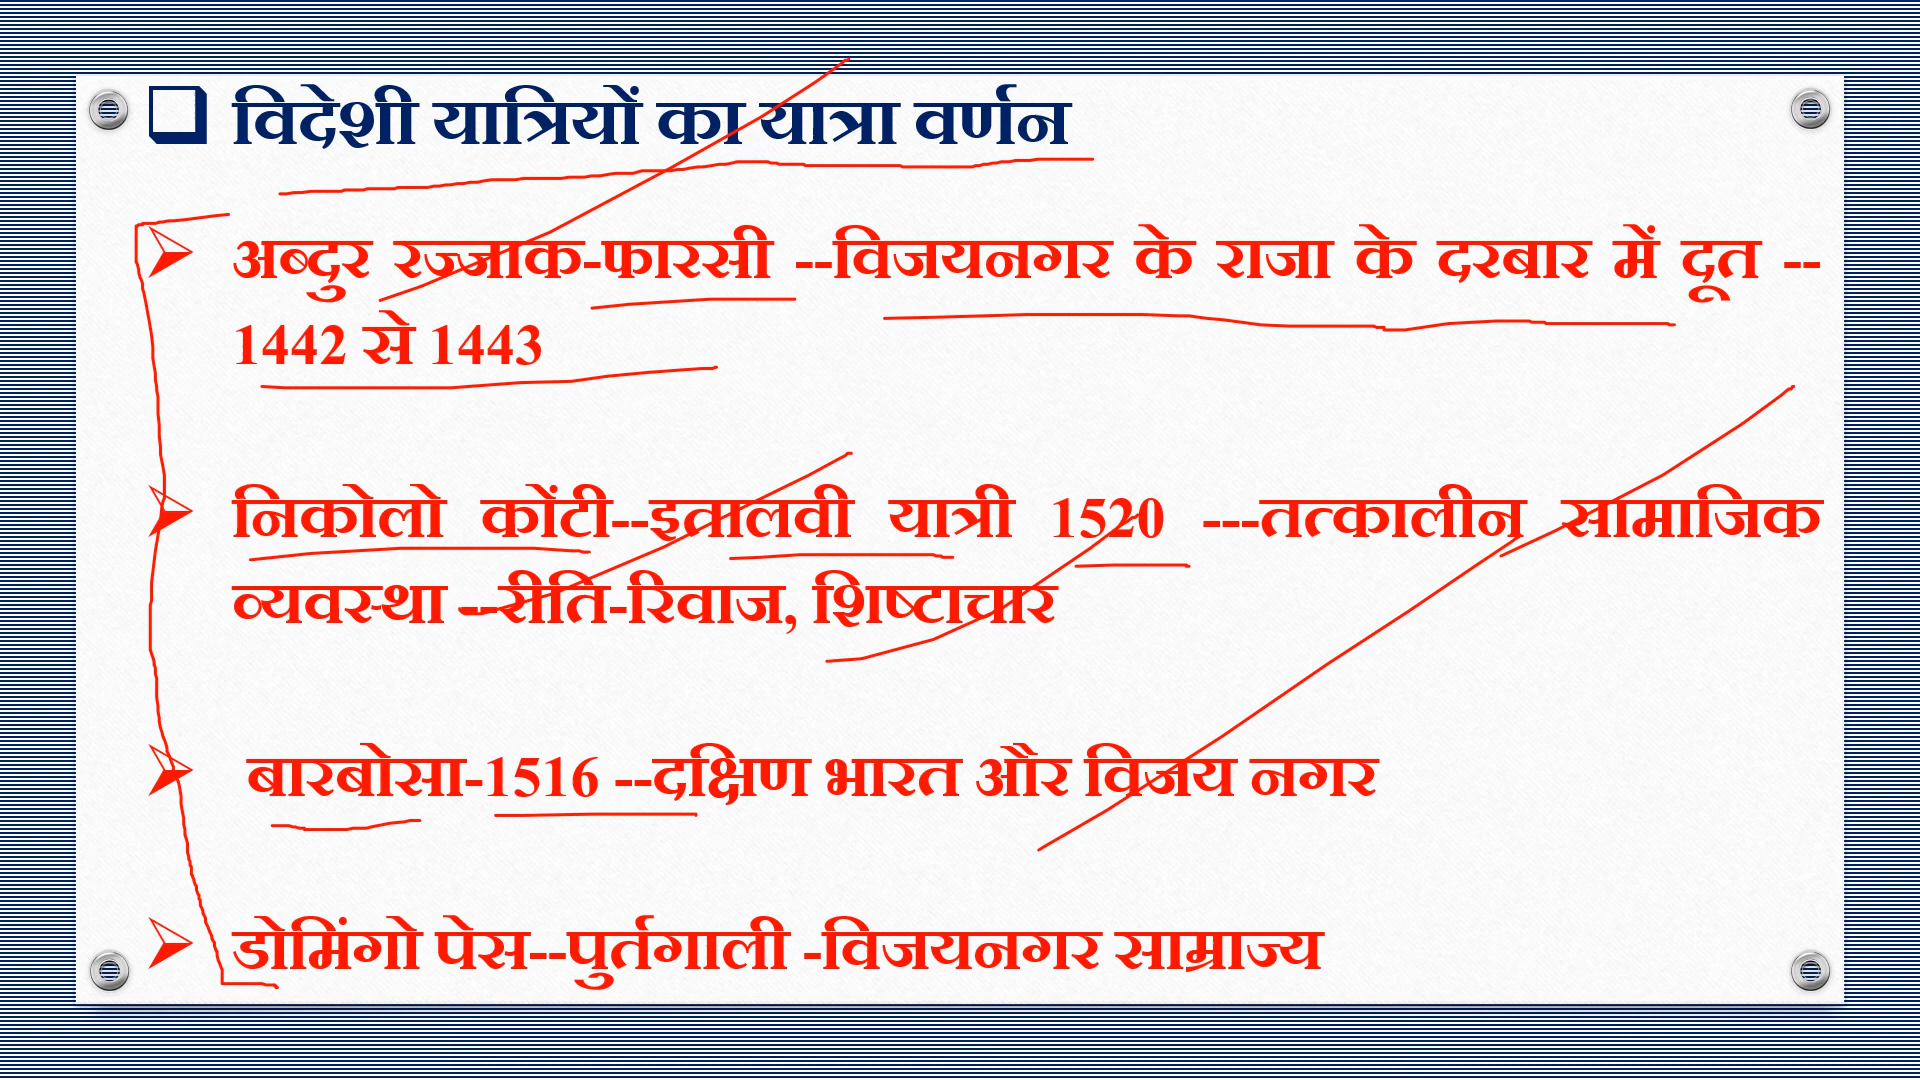 विदेशी यात्रियों का यात्रा वर्णन
अब्दुर रज्जाक-फारसी --विजयनगर के राजा के दरबार में दूत --
1442 से 1443
निकोलो कोंटी--इतालवी यात्री 1520 ---तत्कालीन सामाजिक
व्यवस्था --रीति-रिवाज, शिष्टाचार
बारबोसा-1516 --दक्षिण भारत और विजय नगर
डोमिंगो पेस--पुर्तगाली -विजयनगर साम्राज्य